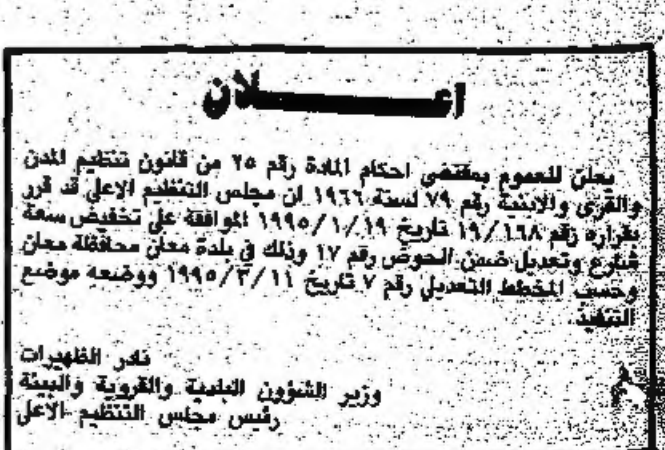 اعــــــلان
يعلن للعموم بمقتضى احكام المادة رقم ٢٥ من قانون تنظيم المدن
والقرى والابنية رقم ٧٩ لسنة ١٩٦٦ ان مجلس التنظيم الاعلى قد قرر
بقراره رقم ١٩/١٦٨ تاريخ ١٩٩٥/١/١٩ الموافقة على تخفيض سعة
شارع وتعديل ضمن الحوض رقم ١٧ وذلك في بلدة معان محافظة معان
وحسب المخطط التعديلي رقم ٧ تاريخ ١٩٩٥/٣/١١ ووضعه موضع
التنفيذ.
نادر الظهيرات
وزير الشؤون البلدية والقروية والبيئة
رئيس مجلس التنظيم الاعلى